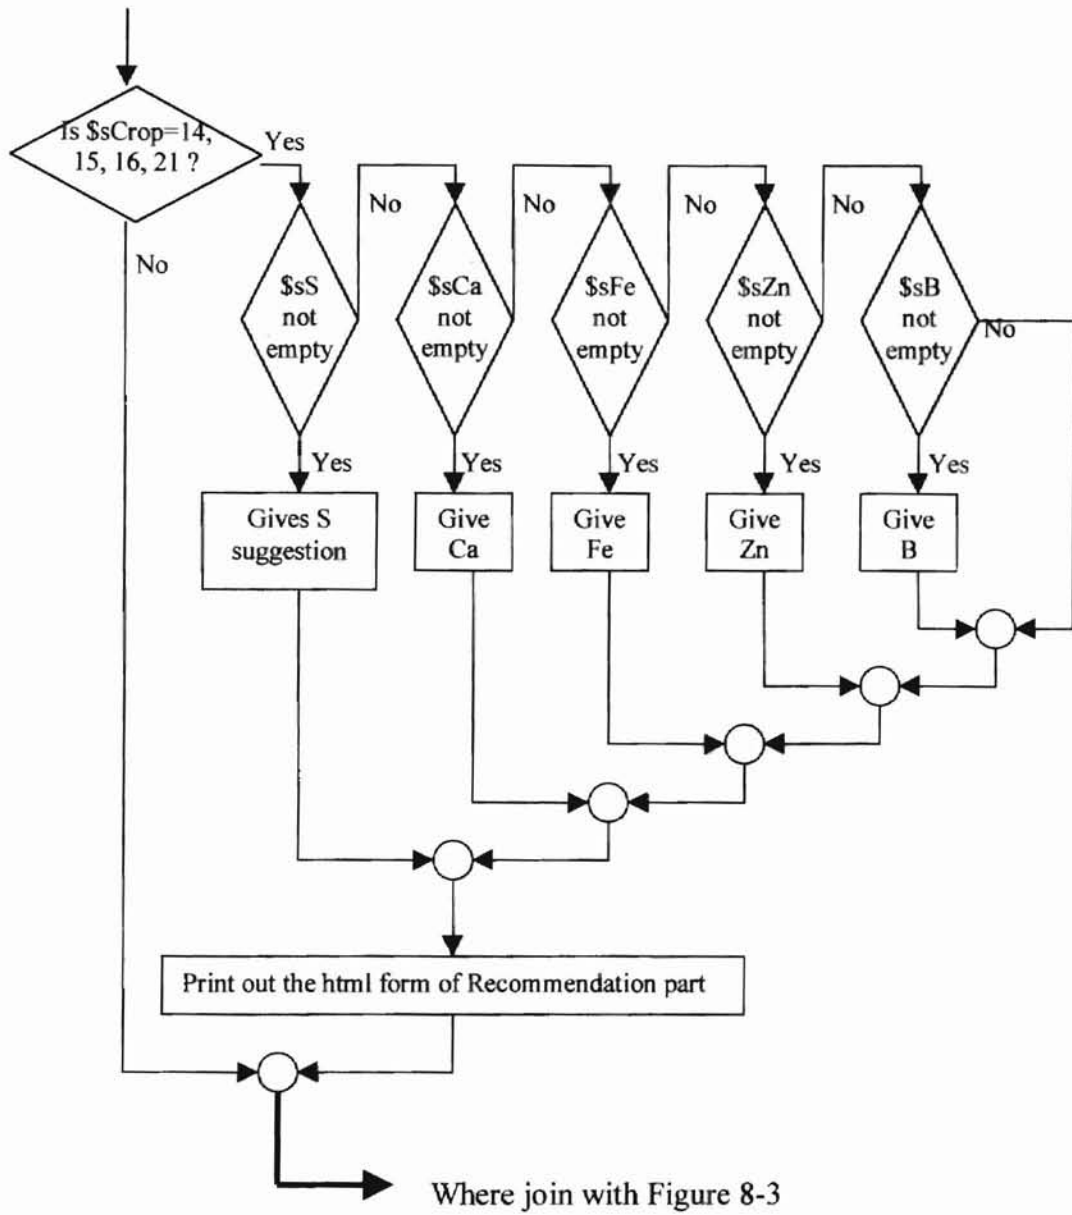 Is $sCrop=14,
15, 16, 21 ?
Yes
No
$sS
not
empty
No
$sCa
not
empty
No
$sFe
not
empty
No
$sZn
not
empty
No
$sB
not
empty
No
Yes
Yes
Yes
Yes
Yes
Gives S
suggestion
Give
Ca
Give
Fe
Give
Zn
Give
B
Print out the html form of Recommendation part
Where join with Figure 8-3